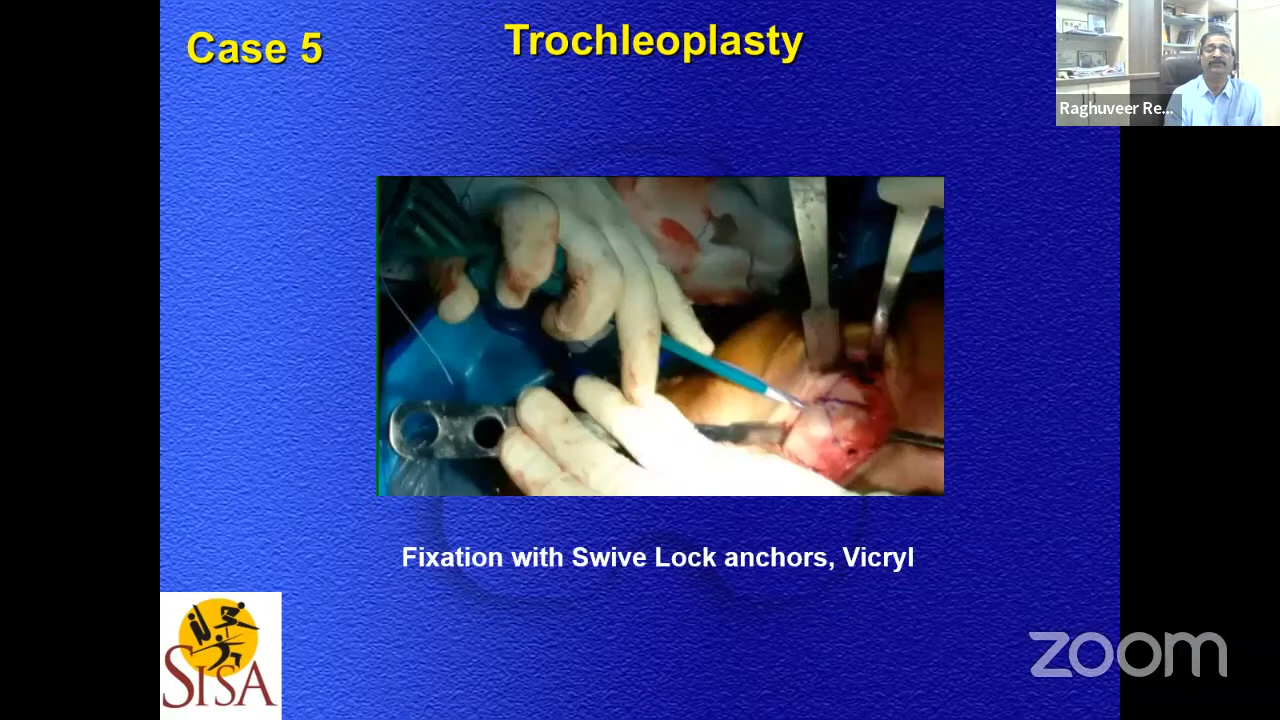 Case 5
Trochleoplasty
Raghuveer Re...
Fixation with Swive Lock anchors, Vicryl
SISA
zoom